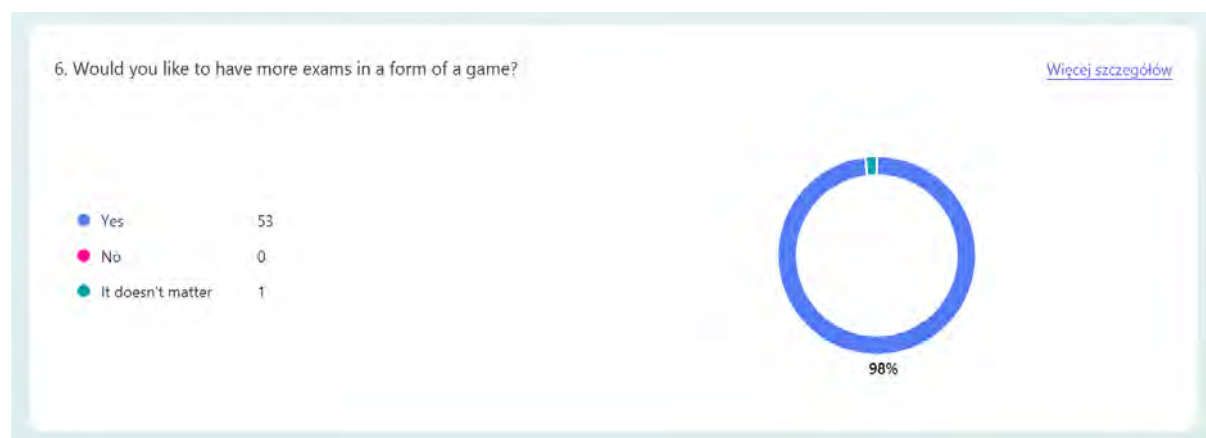 6. Would you like to have more exams in a form of a game?
Więcej szczegółów
Yes 53
No 0
It doesn't matter 1
98%